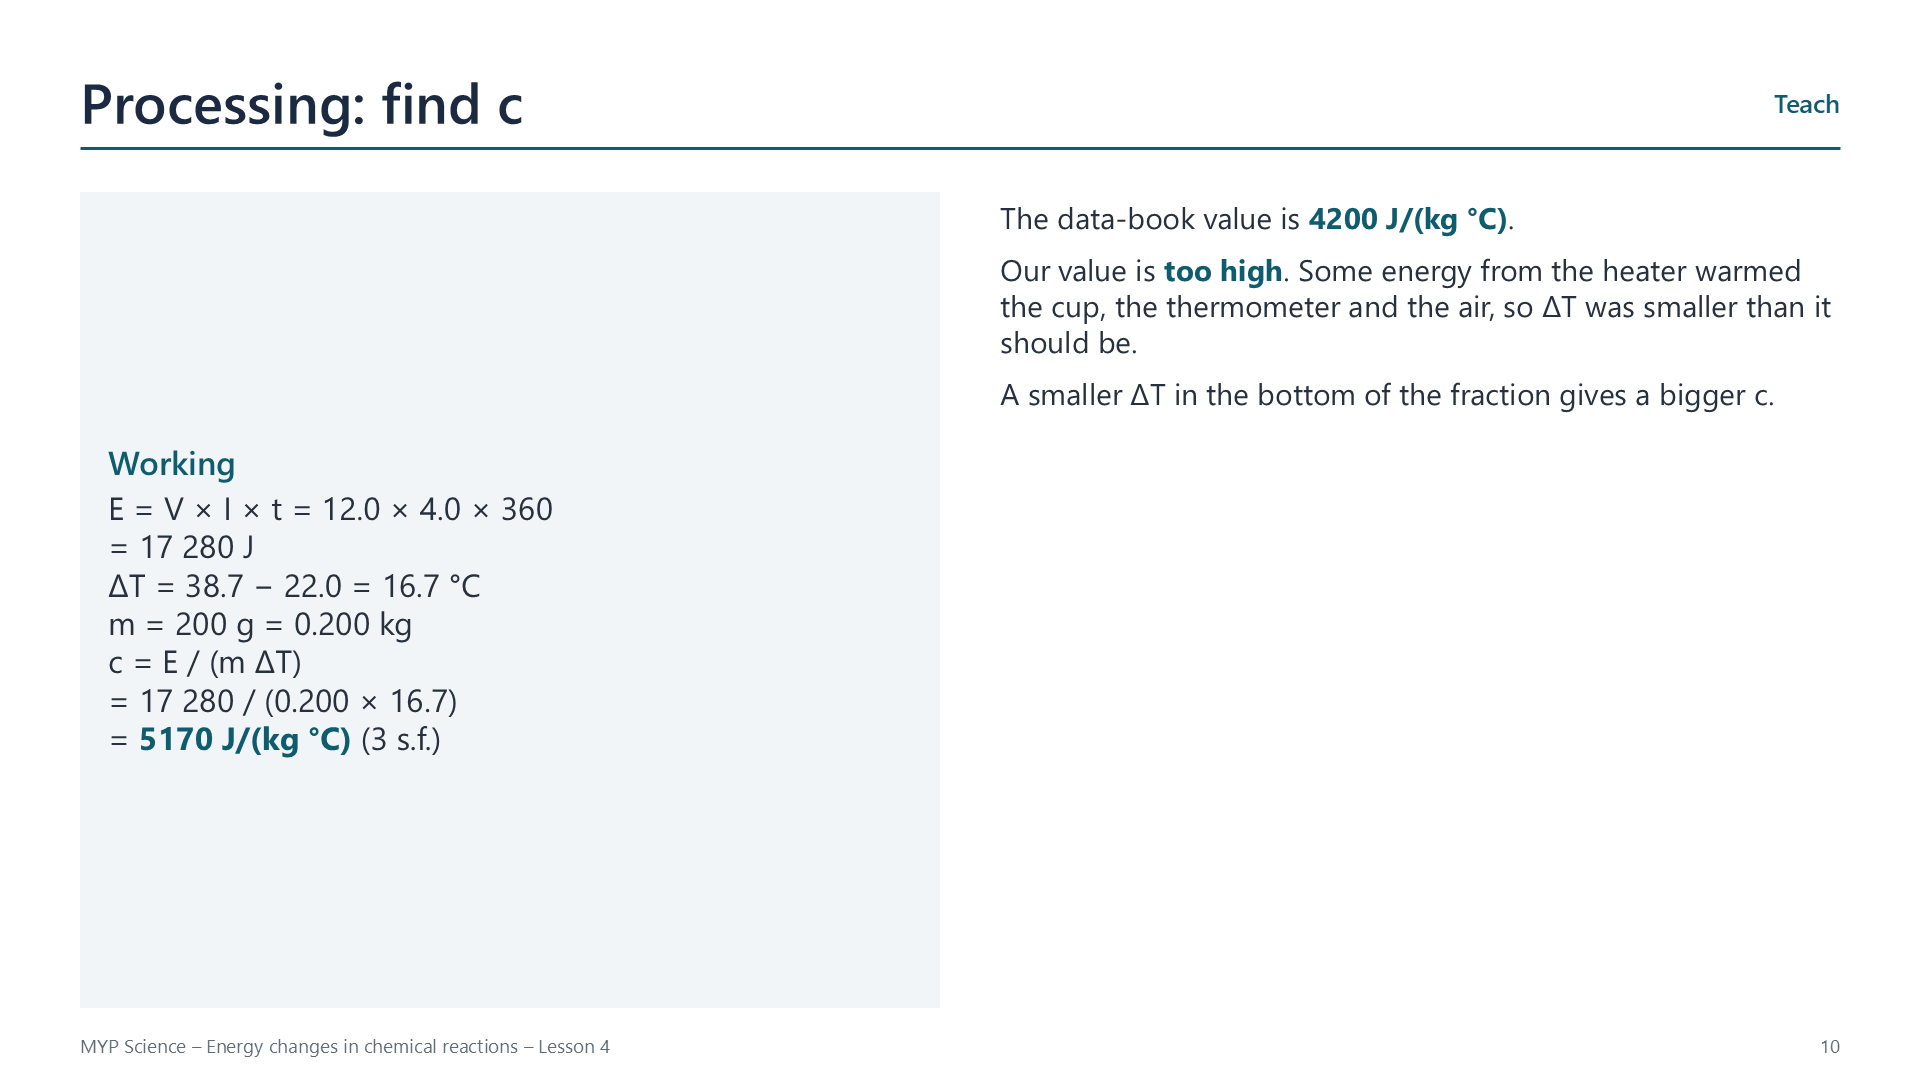 Processing: find c
Teach
Working
E = V × I × t = 12.0 × 4.0 × 360
= 17 280 J
ΔT = 38.7 − 22.0 = 16.7 °C
m = 200 g = 0.200 kg
c = E / (m ΔT)
= 17 280 / (0.200 × 16.7)
= 5170 J/(kg °C) (3 s.f.)
The data-book value is 4200 J/(kg °C).
Our value is too high. Some energy from the heater warmed
the cup, the thermometer and the air, so ΔT was smaller than it
should be.
A smaller ΔT in the bottom of the fraction gives a bigger c.
MYP Science – Energy changes in chemical reactions – Lesson 4
10